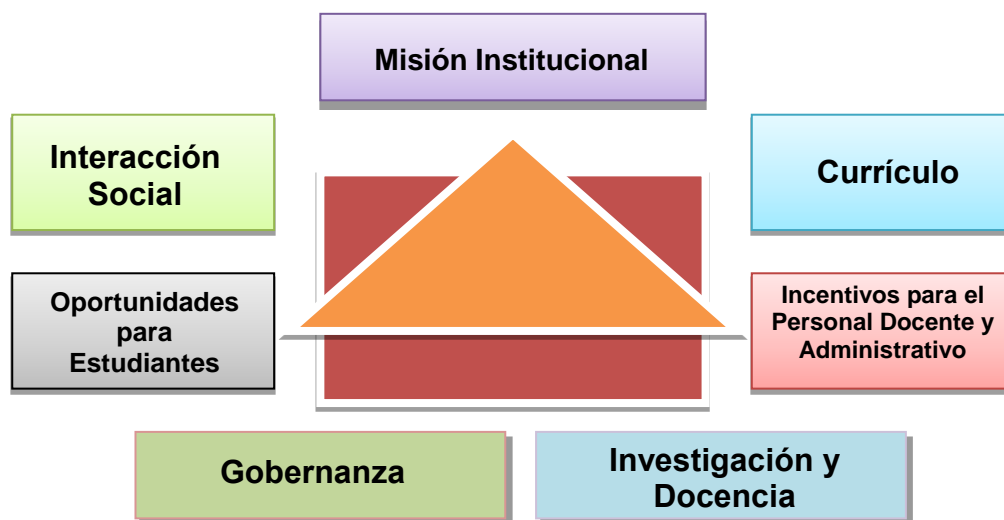 Misión Institucional
Interacción
Social
Currículo
Oportunidades
para
Estudiantes
Incentivos para el
Personal Docente y
Administrativo
Gobernanza
Investigación y
Docencia